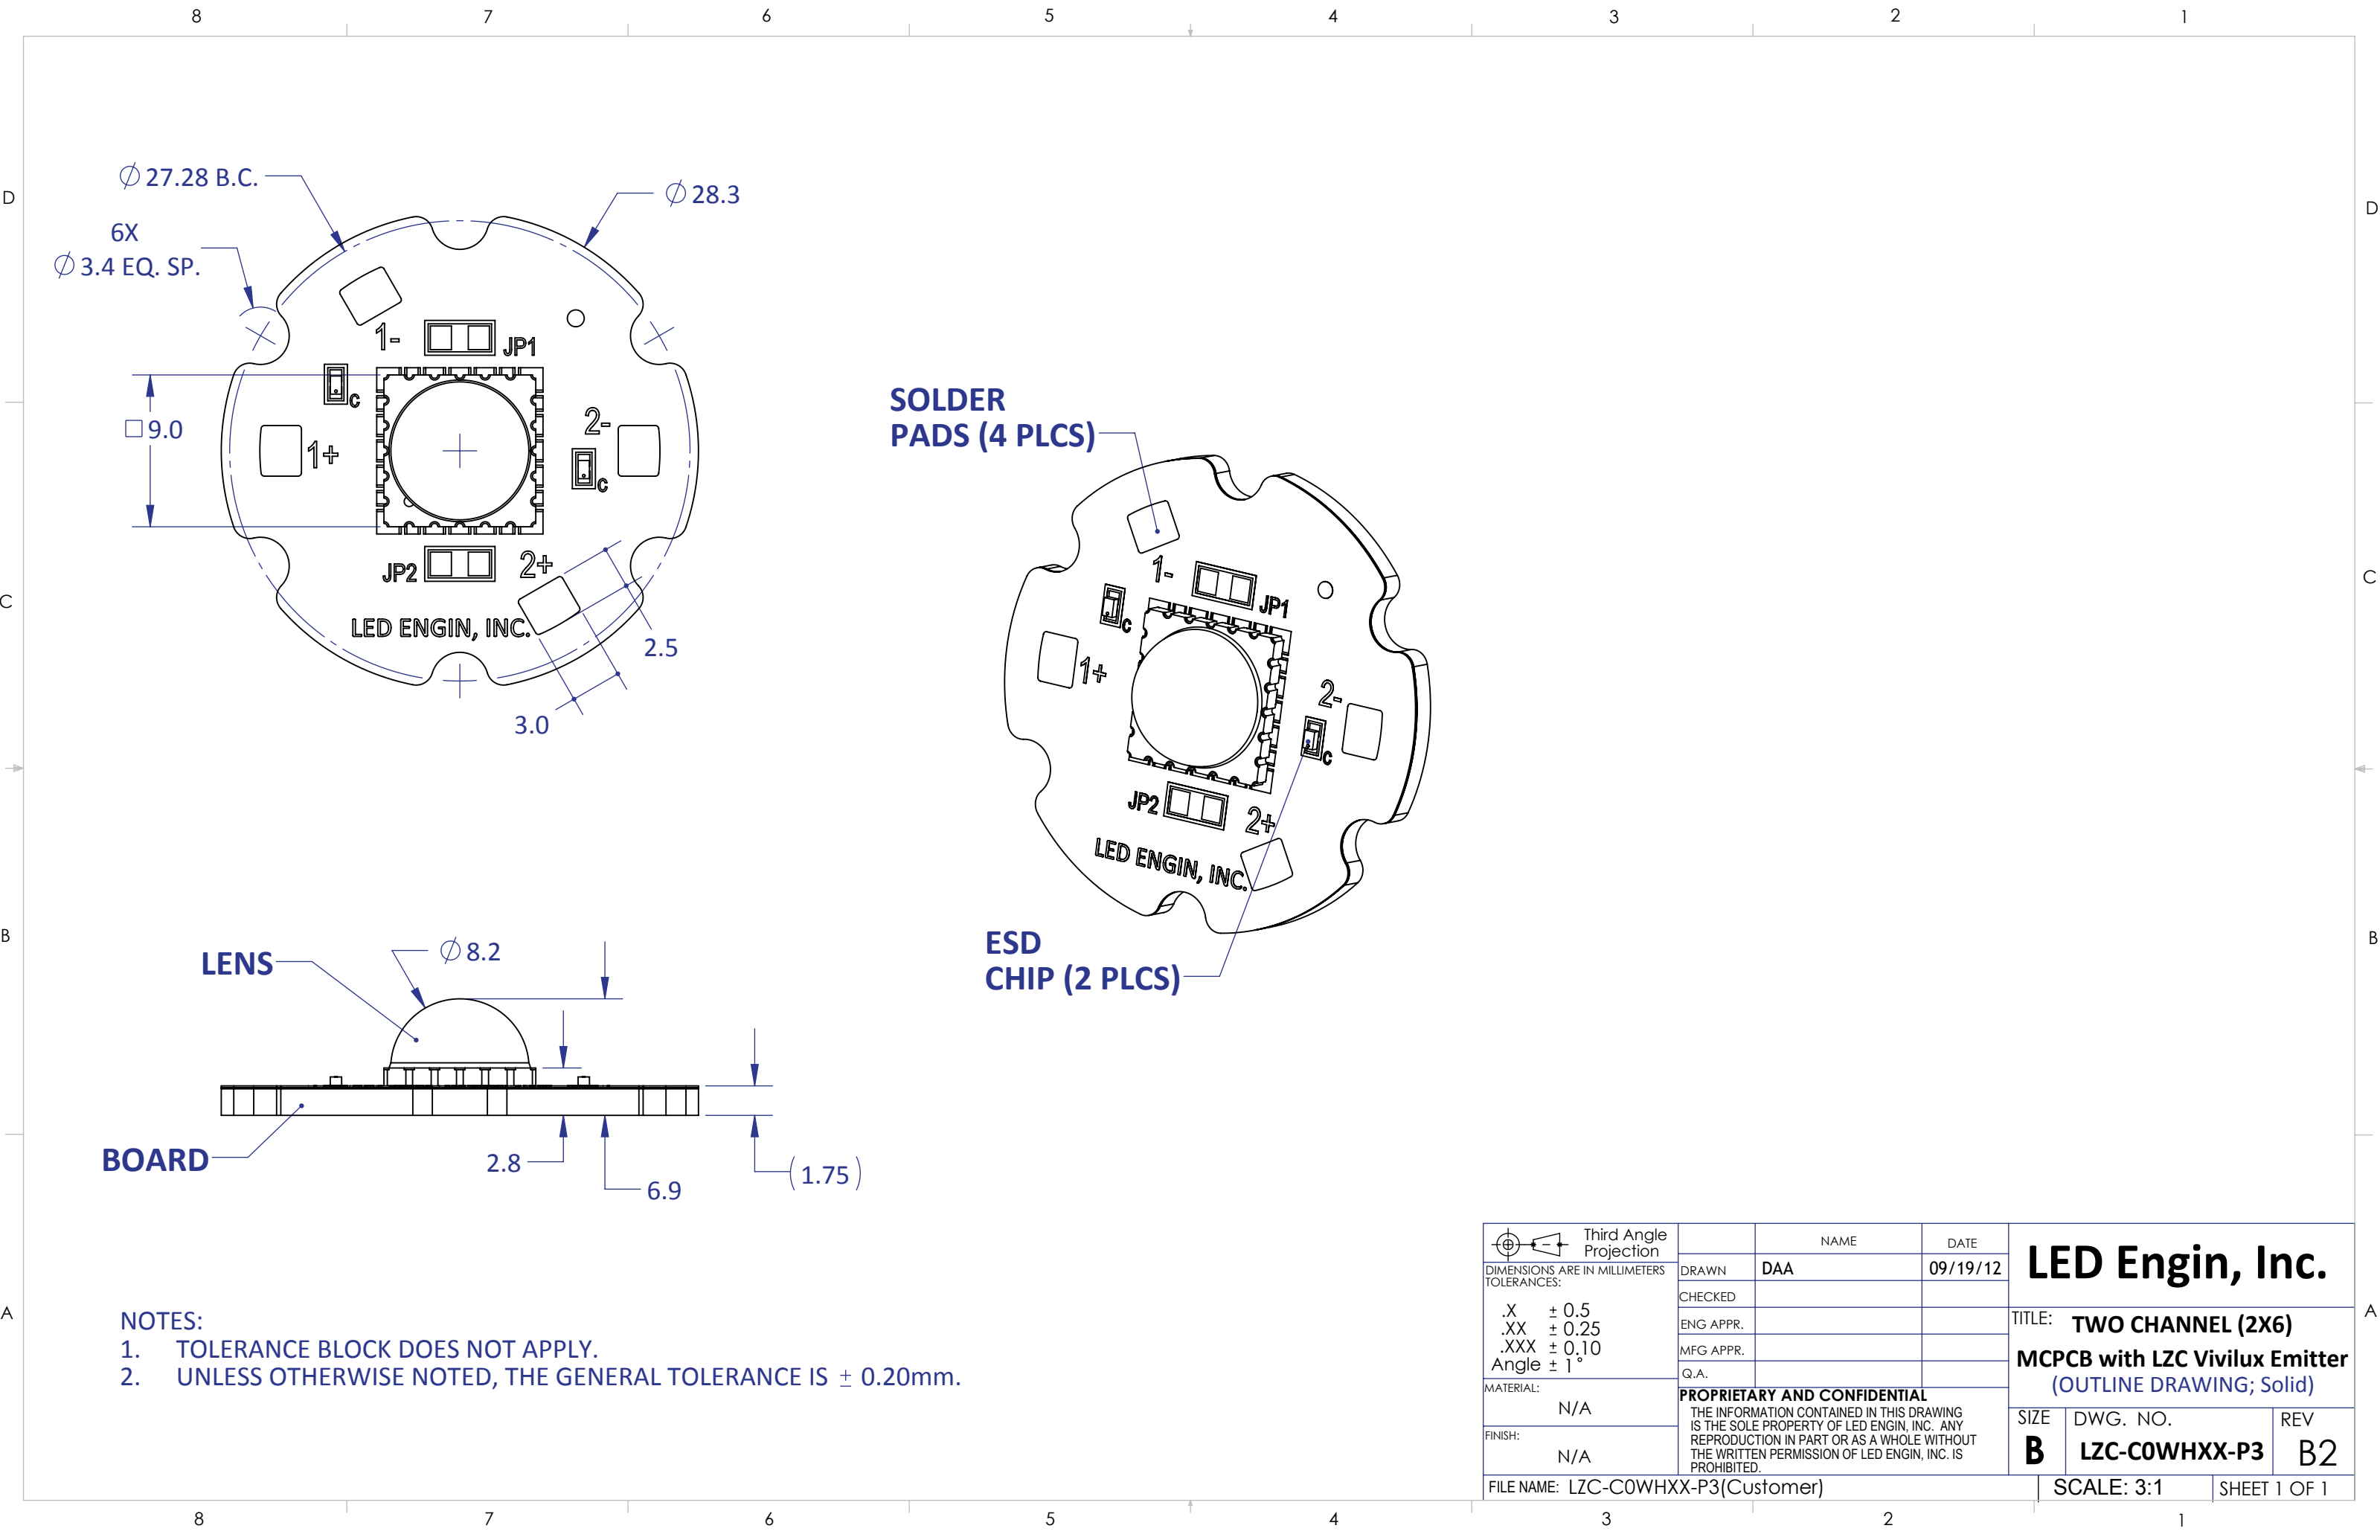 8 7 6 5 4 3 2 1
D D
⌀ 27.28 B.C.
⌀ 28.3
6X
⌀ 3.4 EQ. SP.
1-
JP1
C
□ 9.0
2-
1+
C
JP2
2+
LED ENGIN, INC.
2.5
3.0
SOLDER
PADS (4 PLCS)
1-
JP1
C
1+
2-
C
JP2
2+
LED ENGIN, INC.
ESD
CHIP (2 PLCS)
C C
B B
LENS
⌀ 8.2
BOARD
2.8
6.9
(1.75)
A A
NOTES:
1. TOLERANCE BLOCK DOES NOT APPLY.
2. UNLESS OTHERWISE NOTED, THE GENERAL TOLERANCE IS ± 0.20mm.
Third Angle
Projection
DIMENSIONS ARE IN MILLIMETERS
TOLERANCES:
.X ± 0.5
.XX ± 0.25
.XXX ± 0.10
Angle ± 1°
MATERIAL:
N/A
FINISH:
N/A
NAME DATE
DRAWN DAA 09/19/12
CHECKED
ENG APPR.
MFG APPR.
Q.A.
PROPRIETARY AND CONFIDENTIAL
THE INFORMATION CONTAINED IN THIS DRAWING
IS THE SOLE PROPERTY OF LED ENGIN, INC. ANY
REPRODUCTION IN PART OR AS A WHOLE WITHOUT
THE WRITTEN PERMISSION OF LED ENGIN, INC. IS
PROHIBITED.
LED Engin, Inc.
TITLE: TWO CHANNEL (2X6)
MCPCB with LZC Vivilux Emitter
(OUTLINE DRAWING; Solid)
SIZE DWG. NO. REV
B LZC-C0WHXX-P3 B2
FILE NAME: LZC-C0WHXX-P3(Customer)
SCALE: 3:1 SHEET 1 OF 1
8 7 6 5 4 3 2 1